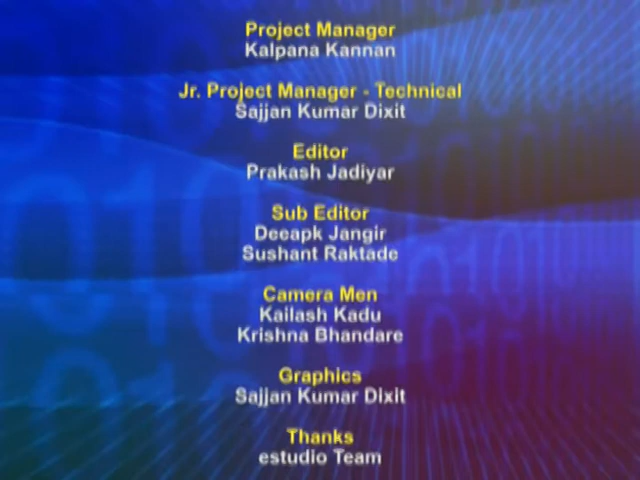 Project Manager
Kalpana Kannan
Jr. Project Manager - Technical
Sajjan Kumar Dixit
Editor
Prakash Jadiyar
Sub Editor
Deeapk Jangir
Sushant Raktade
Camera Men
Kailash Kadu
Krishna Bhandare
Graphics
Sajjan Kumar Dixit
Thanks
estudio Team